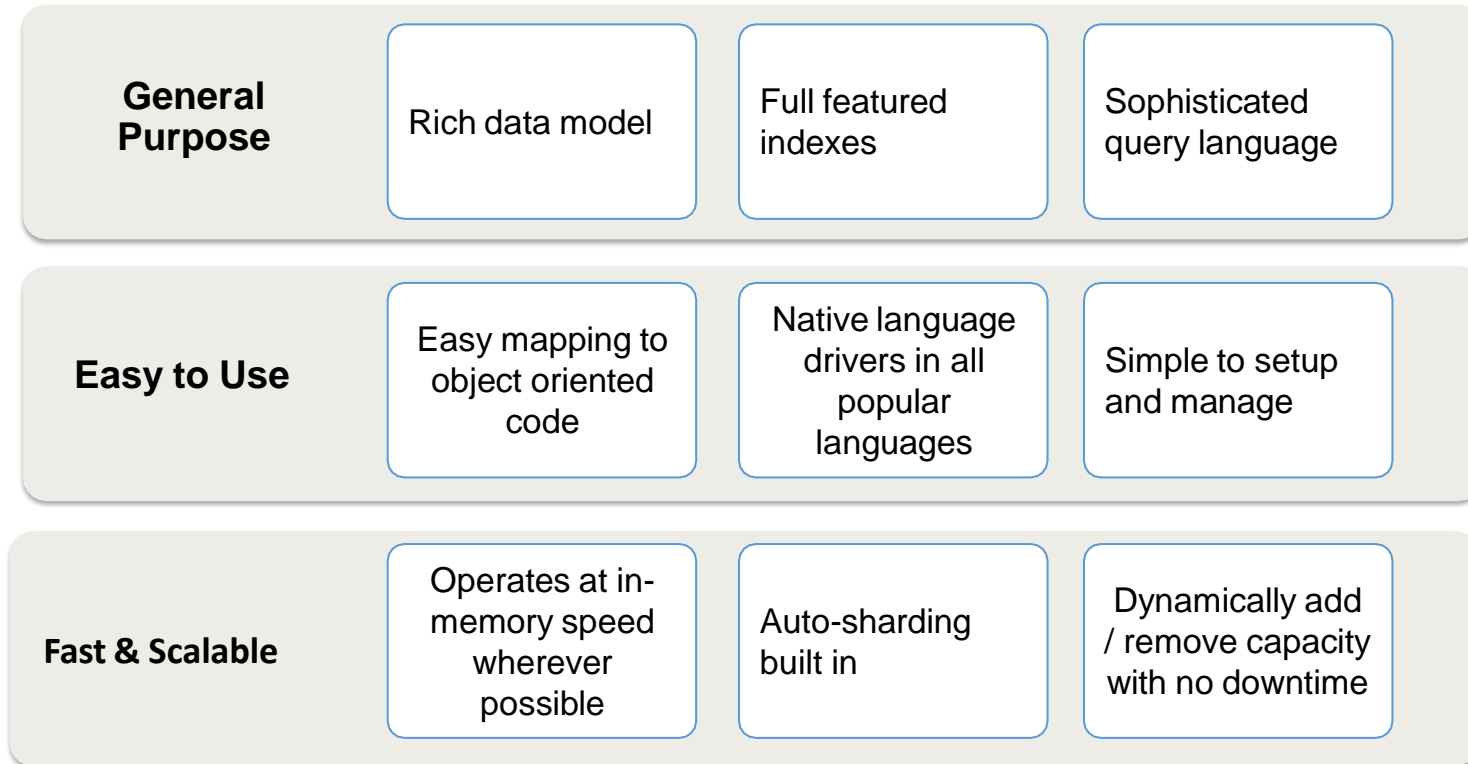 General
Purpose
Rich data model
Full featured
indexes
Sophisticated
query language
Easy to Use
Easy mapping to
object oriented
code
Native language
drivers in all
popular
languages
Simple to setup
and manage
Fast & Scalable
Operates at in-
memory speed
wherever
possible
Auto-sharding
built in
Dynamically add
/ remove capacity
with no downtime